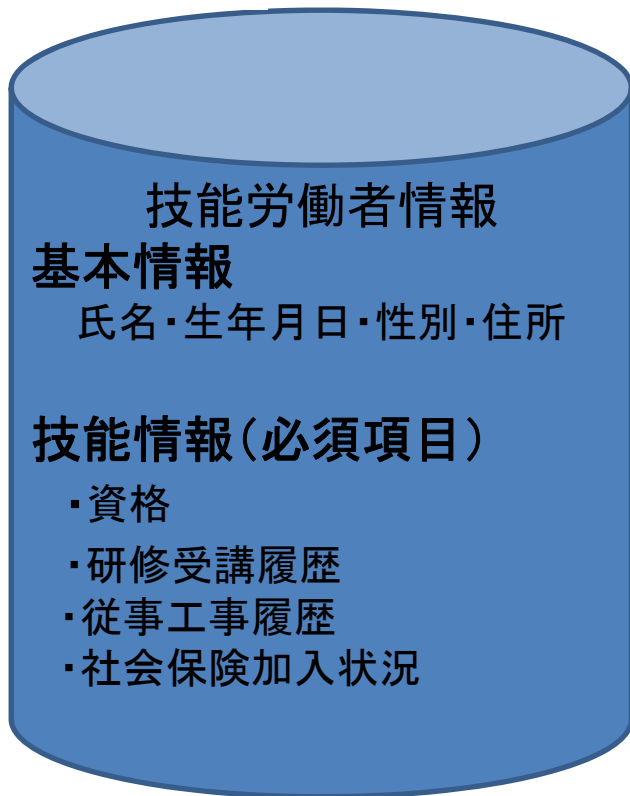 技能労働者情報
基本情報
氏名・生年月日・性別・住所
技能情報(必須項目)
・資格
・研修受講履歴
・従事工事履歴
・社会保険加入状況